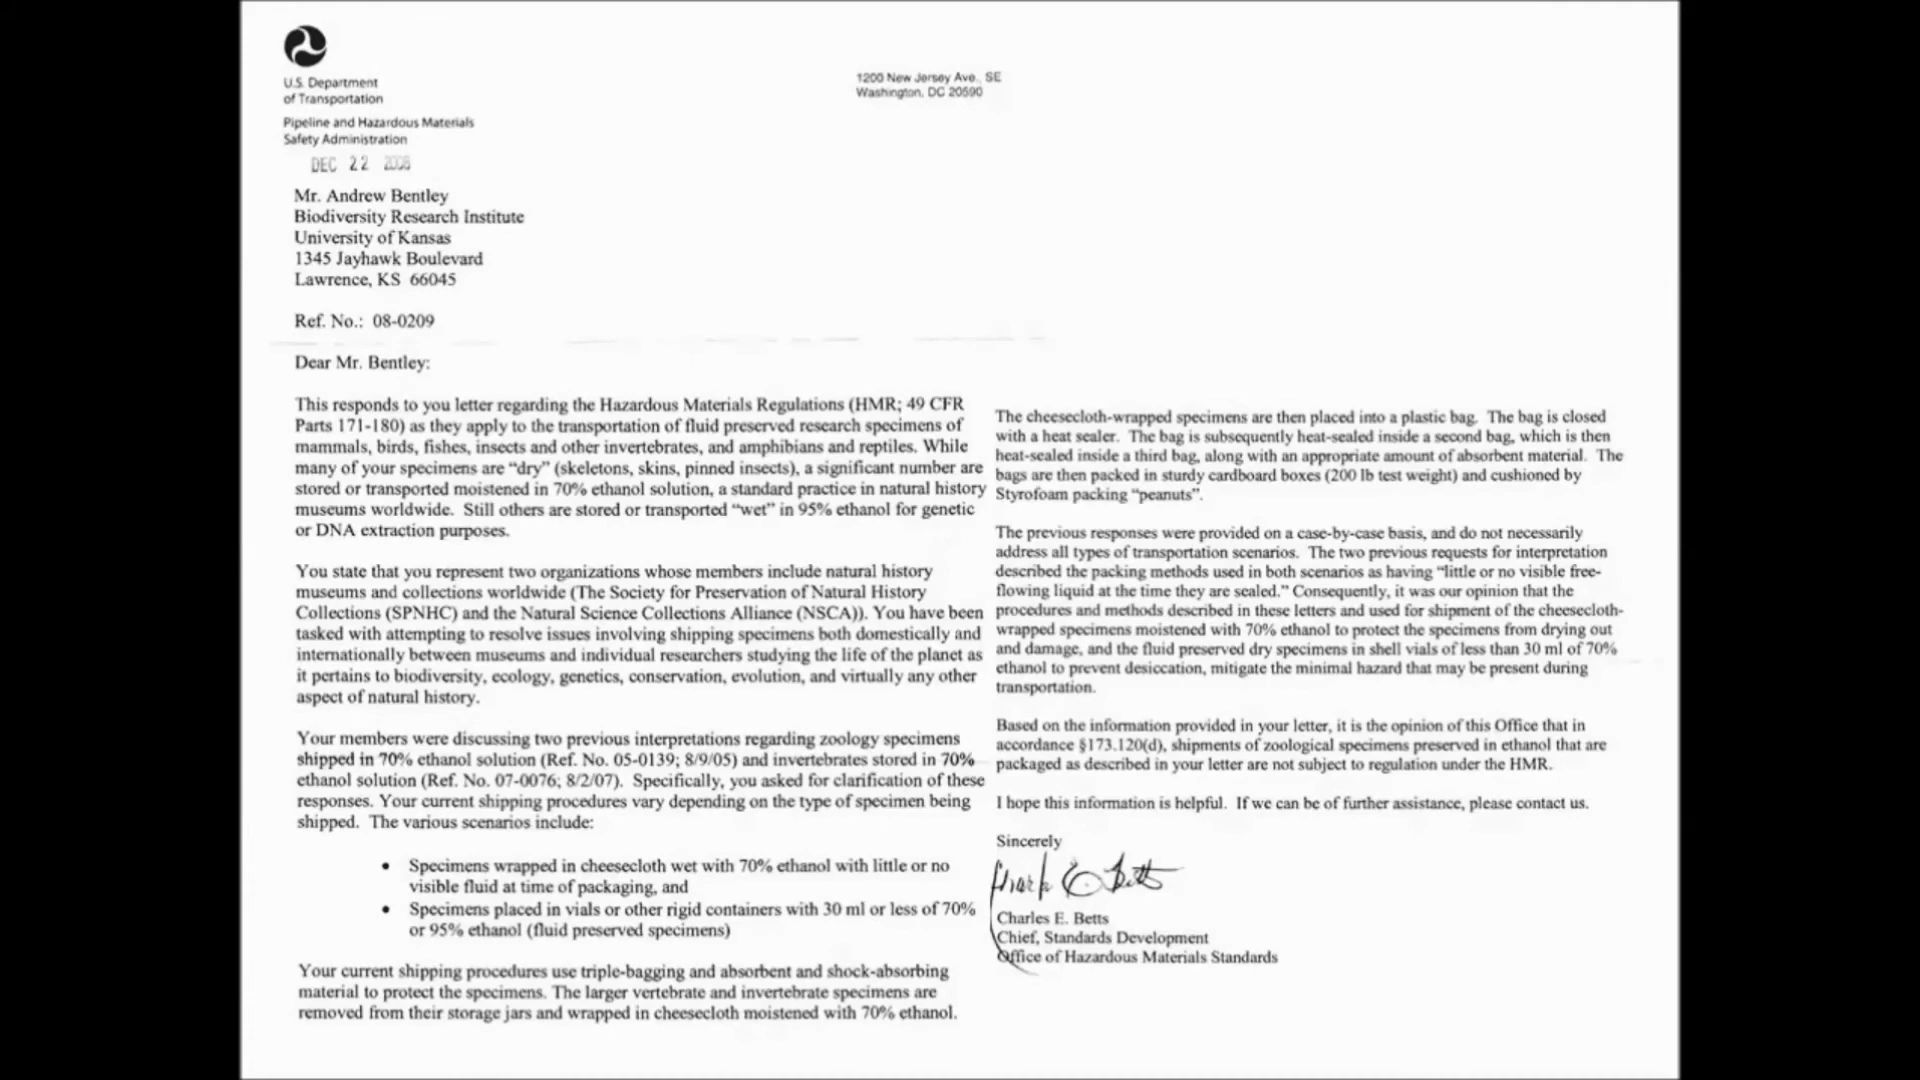 U.S. Department
of Transportation
Pipeline and Hazardous Materials
Safety Administration
1200 New Jersey Ave., SE
Washington, DC 20590
DEC 22 2008
Mr. Andrew Bentley
Biodiversity Research Institute
University of Kansas
1345 Jayhawk Boulevard
Lawrence, KS 66045
Ref. No.: 08-0209
Dear Mr. Bentley:
This responds to you letter regarding the Hazardous Materials Regulations (HMR; 49 CFR
Parts 171-180) as they apply to the transportation of fluid preserved research specimens of
mammals, birds, fishes, insects and other invertebrates, and amphibians and reptiles. While
many of your specimens are “dry” (skeletons, skins, pinned insects), a significant number are
stored or transported moistened in 70% ethanol solution, a standard practice in natural history
museums worldwide. Still others are stored or transported “wet” in 95% ethanol for genetic
or DNA extraction purposes.
You state that you represent two organizations whose members include natural history
museums and collections worldwide (The Society for Preservation of Natural History
Collections (SPNHC) and the Natural Science Collections Alliance (NSCA)). You have been
tasked with attempting to resolve issues involving shipping specimens both domestically and
internationally between museums and individual researchers studying the life of the planet as
it pertains to biodiversity, ecology, genetics, conservation, evolution, and virtually any other
aspect of natural history.
Your members were discussing two previous interpretations regarding zoology specimens
shipped in 70% ethanol solution (Ref. No. 05-0139; 8/9/05) and invertebrates stored in 70%
ethanol solution (Ref. No. 07-0076; 8/2/07). Specifically, you asked for clarification of these
responses. Your current shipping procedures vary depending on the type of specimen being
shipped. The various scenarios include:
• Specimens wrapped in cheesecloth wet with 70% ethanol with little or no
visible fluid at time of packaging, and
• Specimens placed in vials or other rigid containers with 30 ml or less of 70%
or 95% ethanol (fluid preserved specimens)
Your current shipping procedures use triple-bagging and absorbent and shock-absorbing
material to protect the specimens. The larger vertebrate and invertebrate specimens are
removed from their storage jars and wrapped in cheesecloth moistened with 70% ethanol.
The cheesecloth-wrapped specimens are then placed into a plastic bag. The bag is closed
with a heat sealer. The bag is subsequently heat-sealed inside a second bag, which is then
heat-sealed inside a third bag, along with an appropriate amount of absorbent material. The
bags are then packed in sturdy cardboard boxes (200 lb test weight) and cushioned by
Styrofoam packing “peanuts”.
The previous responses were provided on a case-by-case basis, and do not necessarily
address all types of transportation scenarios. The two previous requests for interpretation
described the packing methods used in both scenarios as having “little or no visible free-
flowing liquid at the time they are sealed.” Consequently, it was our opinion that the
procedures and methods described in these letters and used for shipment of the cheesecloth-
wrapped specimens moistened with 70% ethanol to protect the specimens from drying out
and damage, and the fluid preserved dry specimens in shell vials of less than 30 ml of 70%
ethanol to prevent desiccation, mitigate the minimal hazard that may be present during
transportation.
Based on the information provided in your letter, it is the opinion of this Office that in
accordance §173.120(d), shipments of zoological specimens preserved in ethanol that are
packaged as described in your letter are not subject to regulation under the HMR.
I hope this information is helpful. If we can be of further assistance, please contact us.
Sincerely
Charles E. Betts
Charles E. Betts
Chief, Standards Development
Office of Hazardous Materials Standards